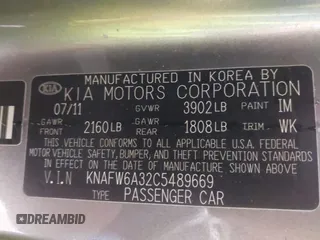 MANUFACTURED IN KOREA BY
KIA KIA MOTORS CORPORATION
07/11 GVWR 3902LB PAINT IM
GAWR FRONT 2160LB GAWR REAR 1808LB TRIM WK
THIS VEHICLE CONFORMS TO ALL APPLICABLE U.S.A FEDERAL
MOTOR VEHICLE SAFETY, BUMPER, AND THEFT PREVENTION
STANDARDS IN EFFECT ON THE DATE OF MANUFACTURE SHOWN ABOVE.
V.I.N KNAFW6A32C5489669
TYPE PASSENGER CAR
DREAMBID